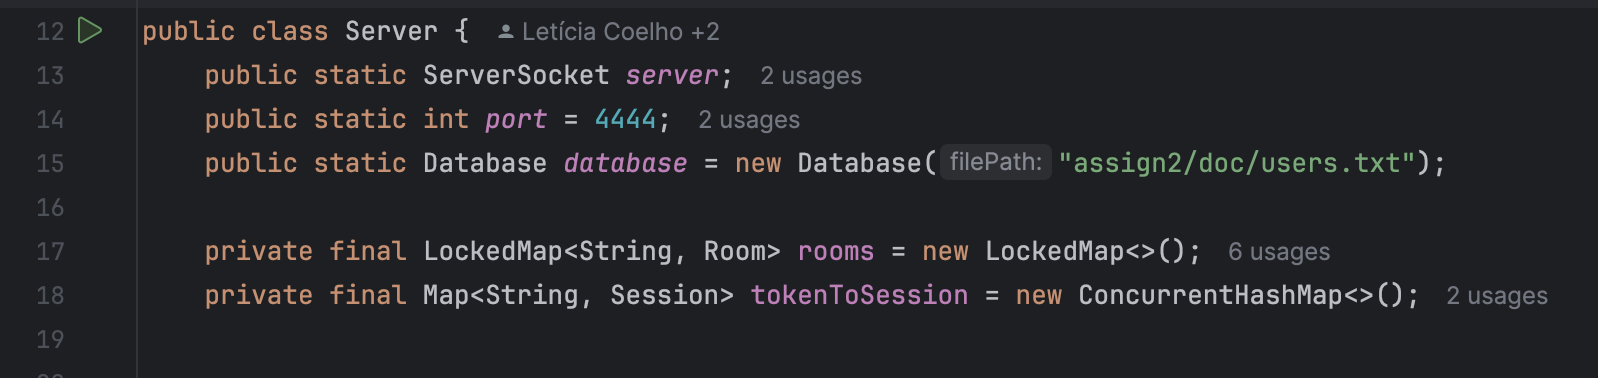 12 public class Server { Letícia Coelho +2
13 public static ServerSocket server; 2 usages
14 public static int port = 4444; 2 usages
15 public static Database database = new Database( filePath: "assign2/doc/users.txt");
16
17 private final LockedMap<String, Room> rooms = new LockedMap<>(); 6 usages
18 private final Map<String, Session> tokenToSession = new ConcurrentHashMap<>(); 2 usages
19